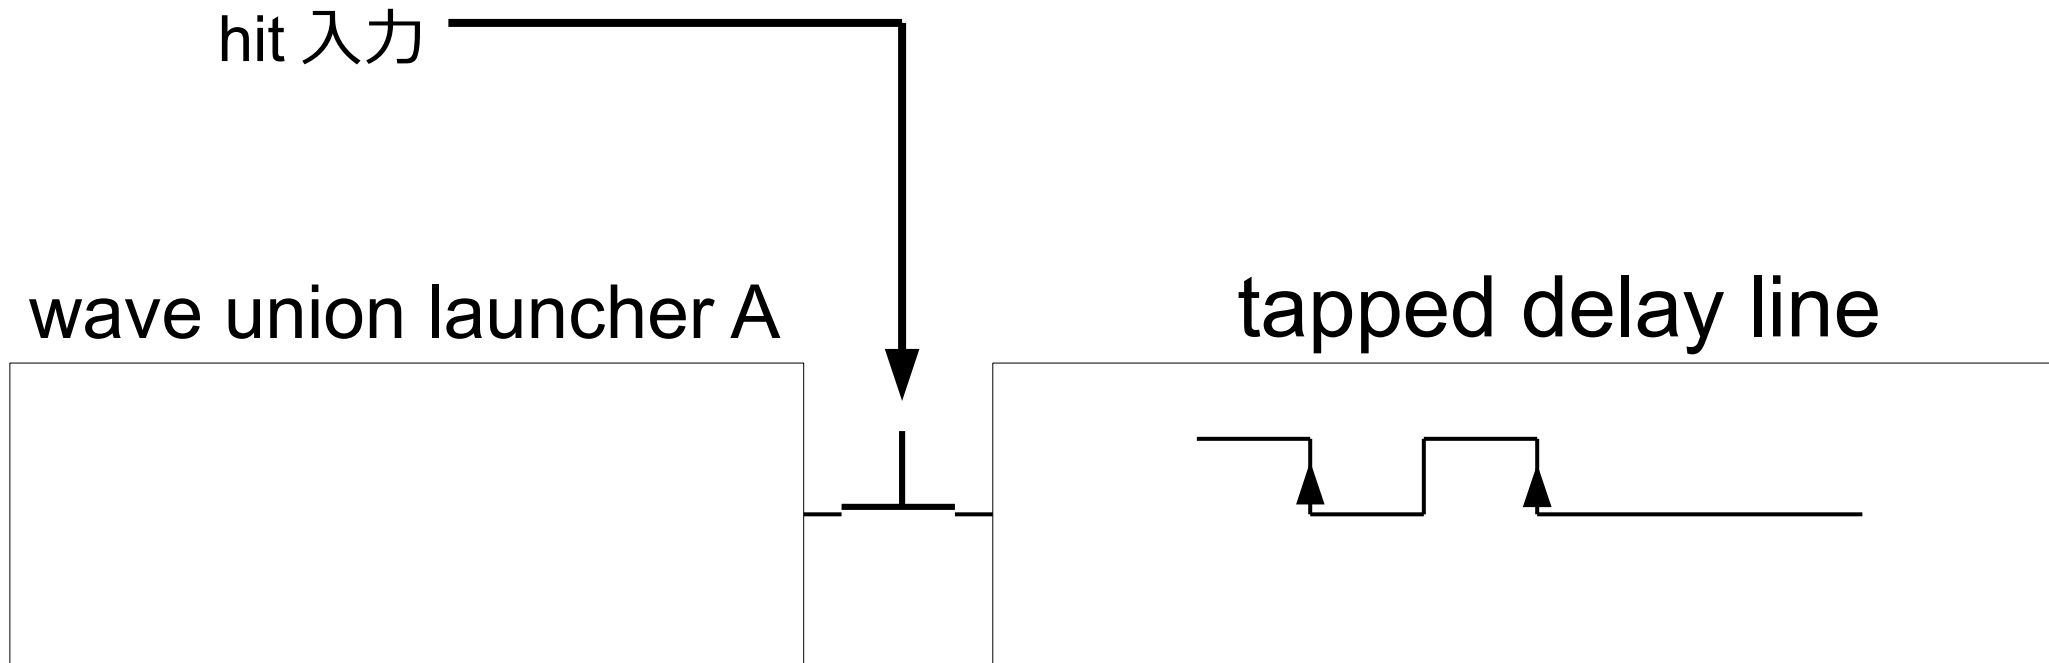 hit 入力
wave union launcher A
tapped delay line